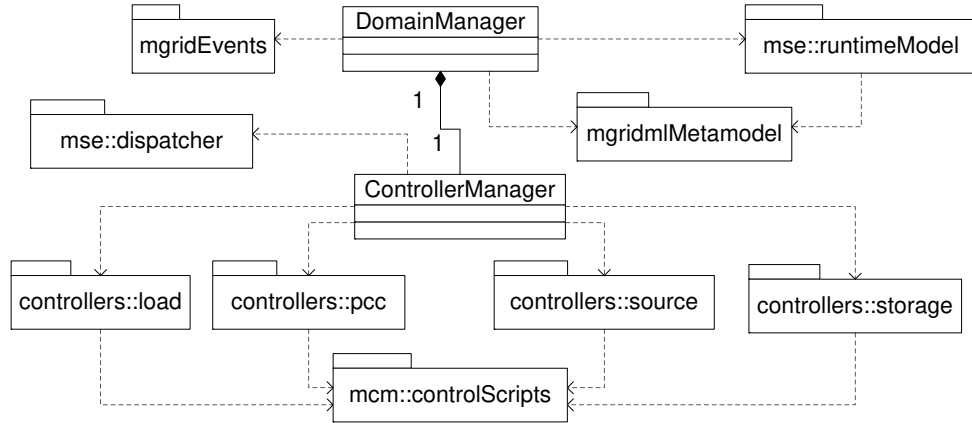 DomainManager
mgridEvents
mse::runtimeModel
1
mse::dispatcher
mgridmlMetamodel
1
ControllerManager
controllers::load
controllers::pcc
controllers::source
controllers::storage
mcm::controlScripts